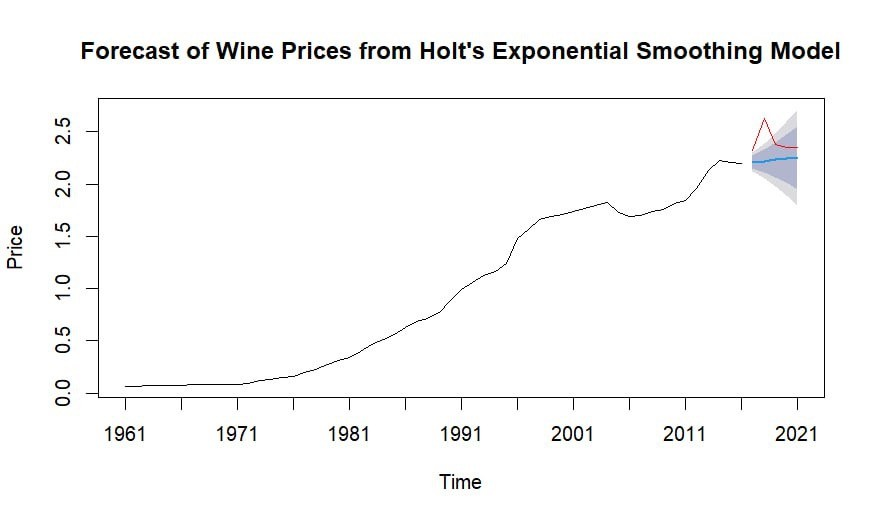 Forecast of Wine Prices from Holt's Exponential Smoothing Model
Price
2.5
2.0
1.5
1.0
0.5
0.0
1961 1971 1981 1991 2001 2011 2021
Time